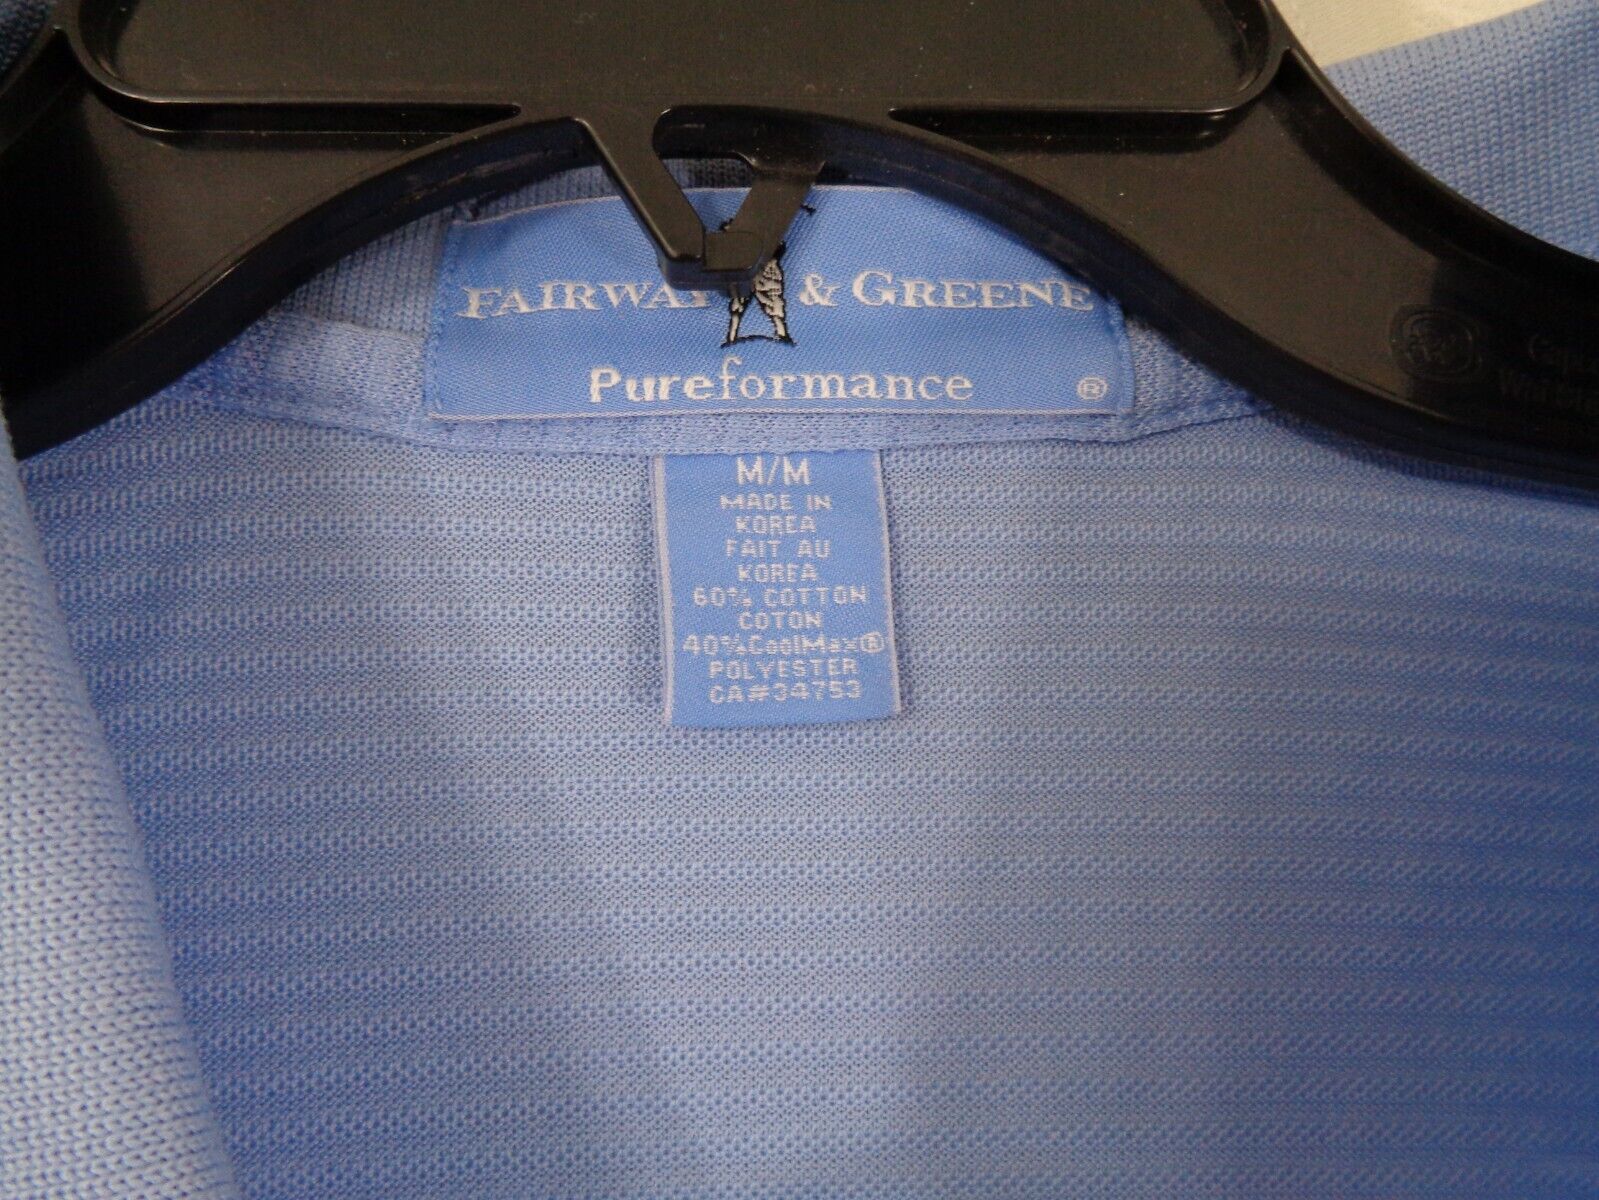 FAIRWAY & GREENE
Pureformance ®
M/M
MADE IN
KOREA
FAIT AU
KOREA
60% COTTON
COTON
40% CoolMax®
POLYESTER
CA#34753